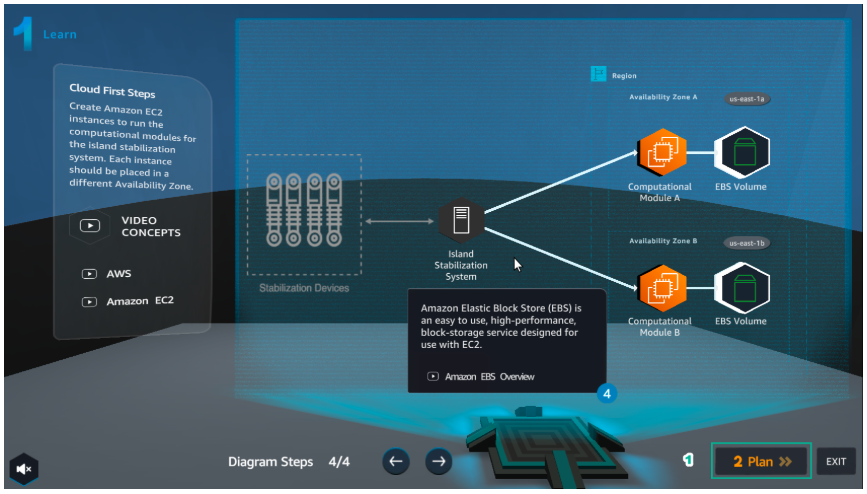 1 Learn
Cloud First Steps
Create Amazon EC2
instances to run the
computational modules for
the island stabilization
system. Each instance
should be placed in a
different Availability Zone.
VIDEO
CONCEPTS
AWS
Amazon EC2
Stabilization Devices
Island
Stabilization
System
Region
Availability Zone A
us-east-1a
Computational
Module A
EBS Volume
Availability Zone B
us-east-1b
Computational
Module B
EBS Volume
Amazon Elastic Block Store (EBS) is
an easy to use, high-performance,
block-storage service designed for
use with EC2.
Amazon EBS Overview
4
Diagram Steps 4/4
1
2 Plan
EXIT